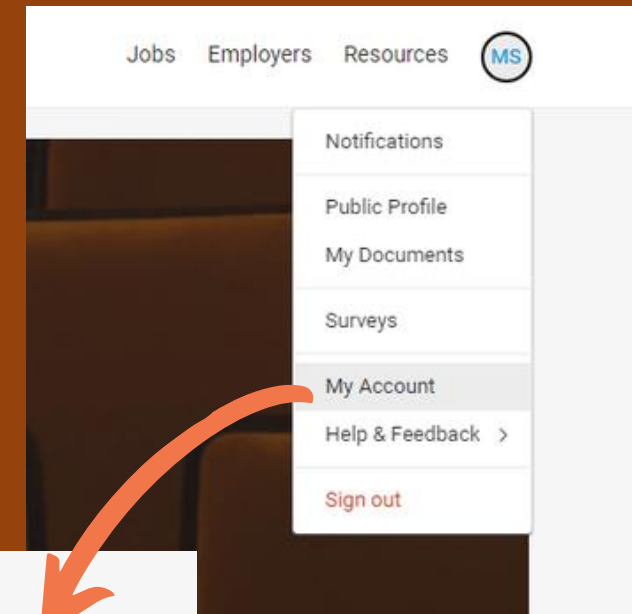 Jobs Employers Resources MS
Notifications
Public Profile
My Documents
Surveys
My Account
Help & Feedback >
Sign out